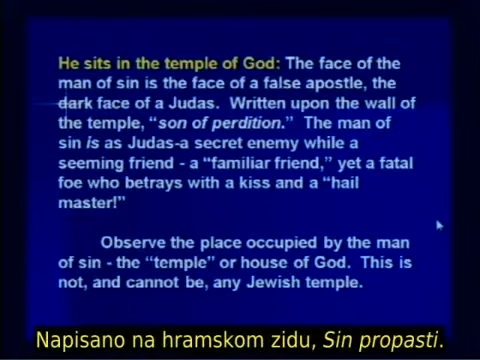 He sits in the temple of God: The face of the
man of sin is the face of a false apostle, the
dark face of a Judas. Written upon the wall of
the temple, “son of perdition.” The man of
sin is as Judas-a secret enemy while a
seeming friend - a “familiar friend,” yet a fatal
foe who betrays with a kiss and a “hail
master!”
Observe the place occupied by the man
of sin - the “temple” or house of God. This is
not, and cannot be, any Jewish temple.
Napisano na hramskom zidu, Sin propasti.